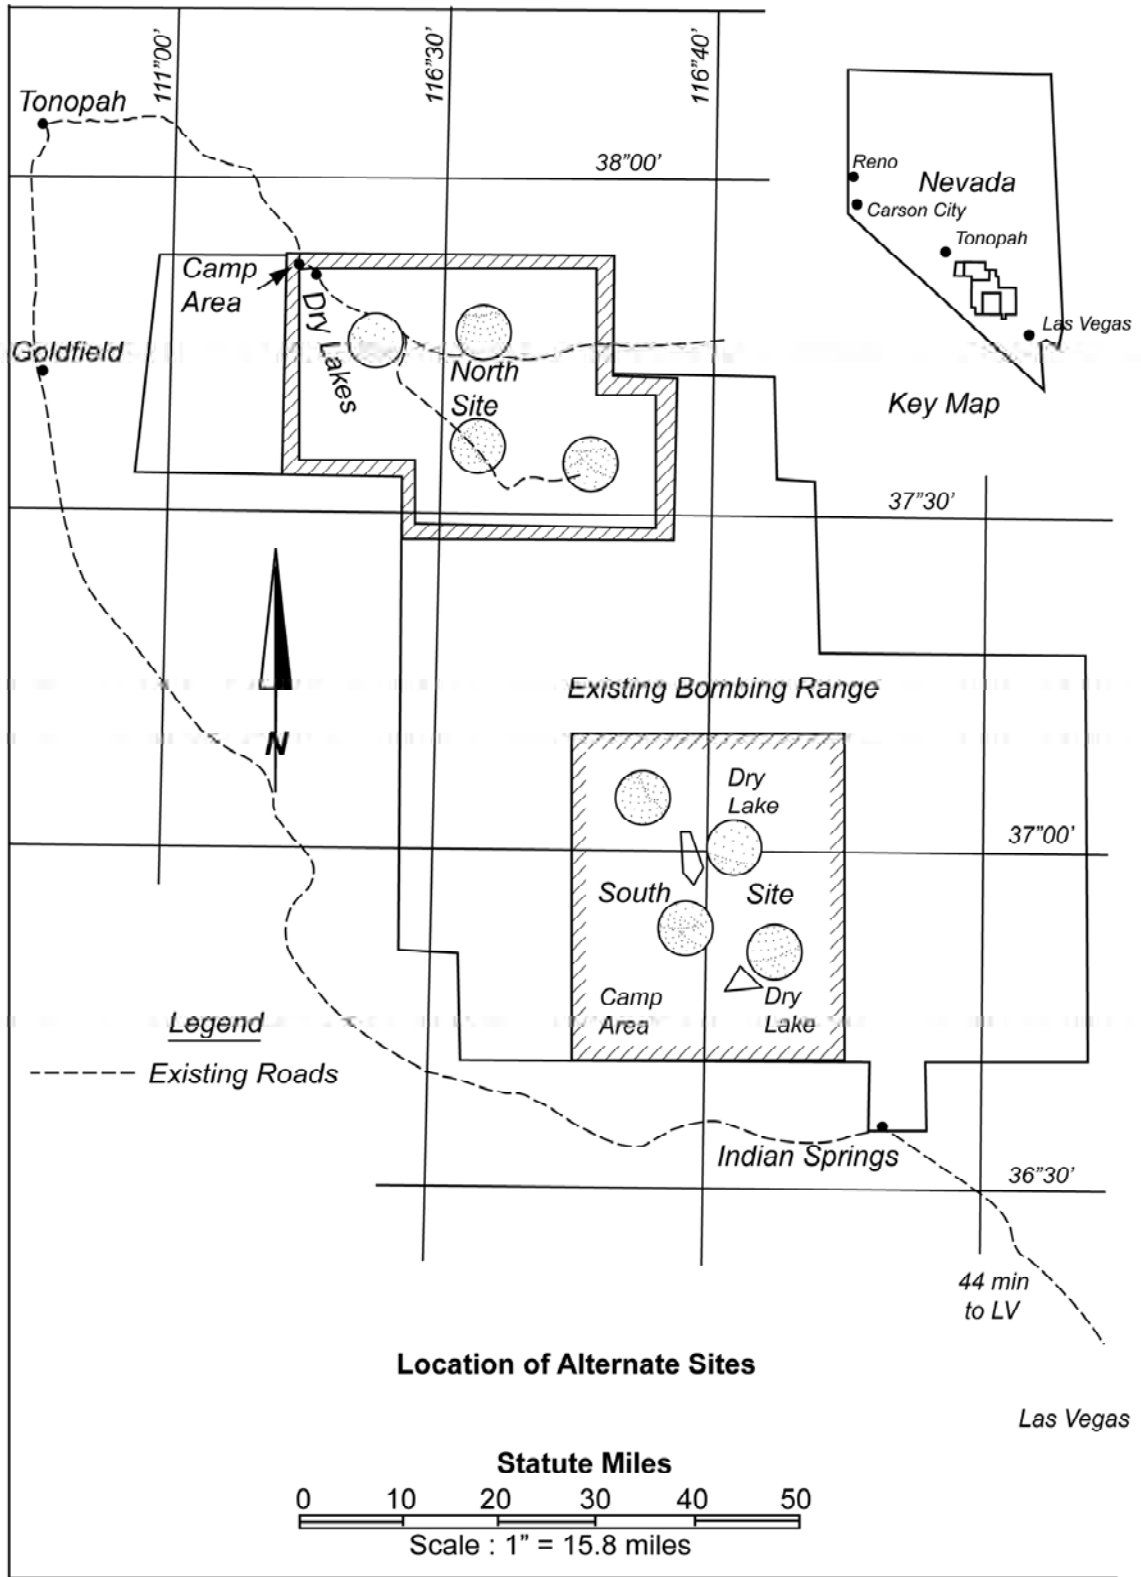 111"00'
116"30'
116"40'
Tonopah
38"00'
Reno
Nevada
Carson City
Tonopah
Las Vegas
Key Map
Camp
Area
Dry Lakes
Goldfield
North
Site
37"30'
N
Existing Bombing Range
Dry
Lake
37"00'
South
Site
Camp
Area
Dry
Lake
Legend
Existing Roads
Indian Springs
36"30'
44 min
to LV
Location of Alternate Sites
Las Vegas
Statute Miles
0 10 20 30 40 50
Scale : 1" = 15.8 miles